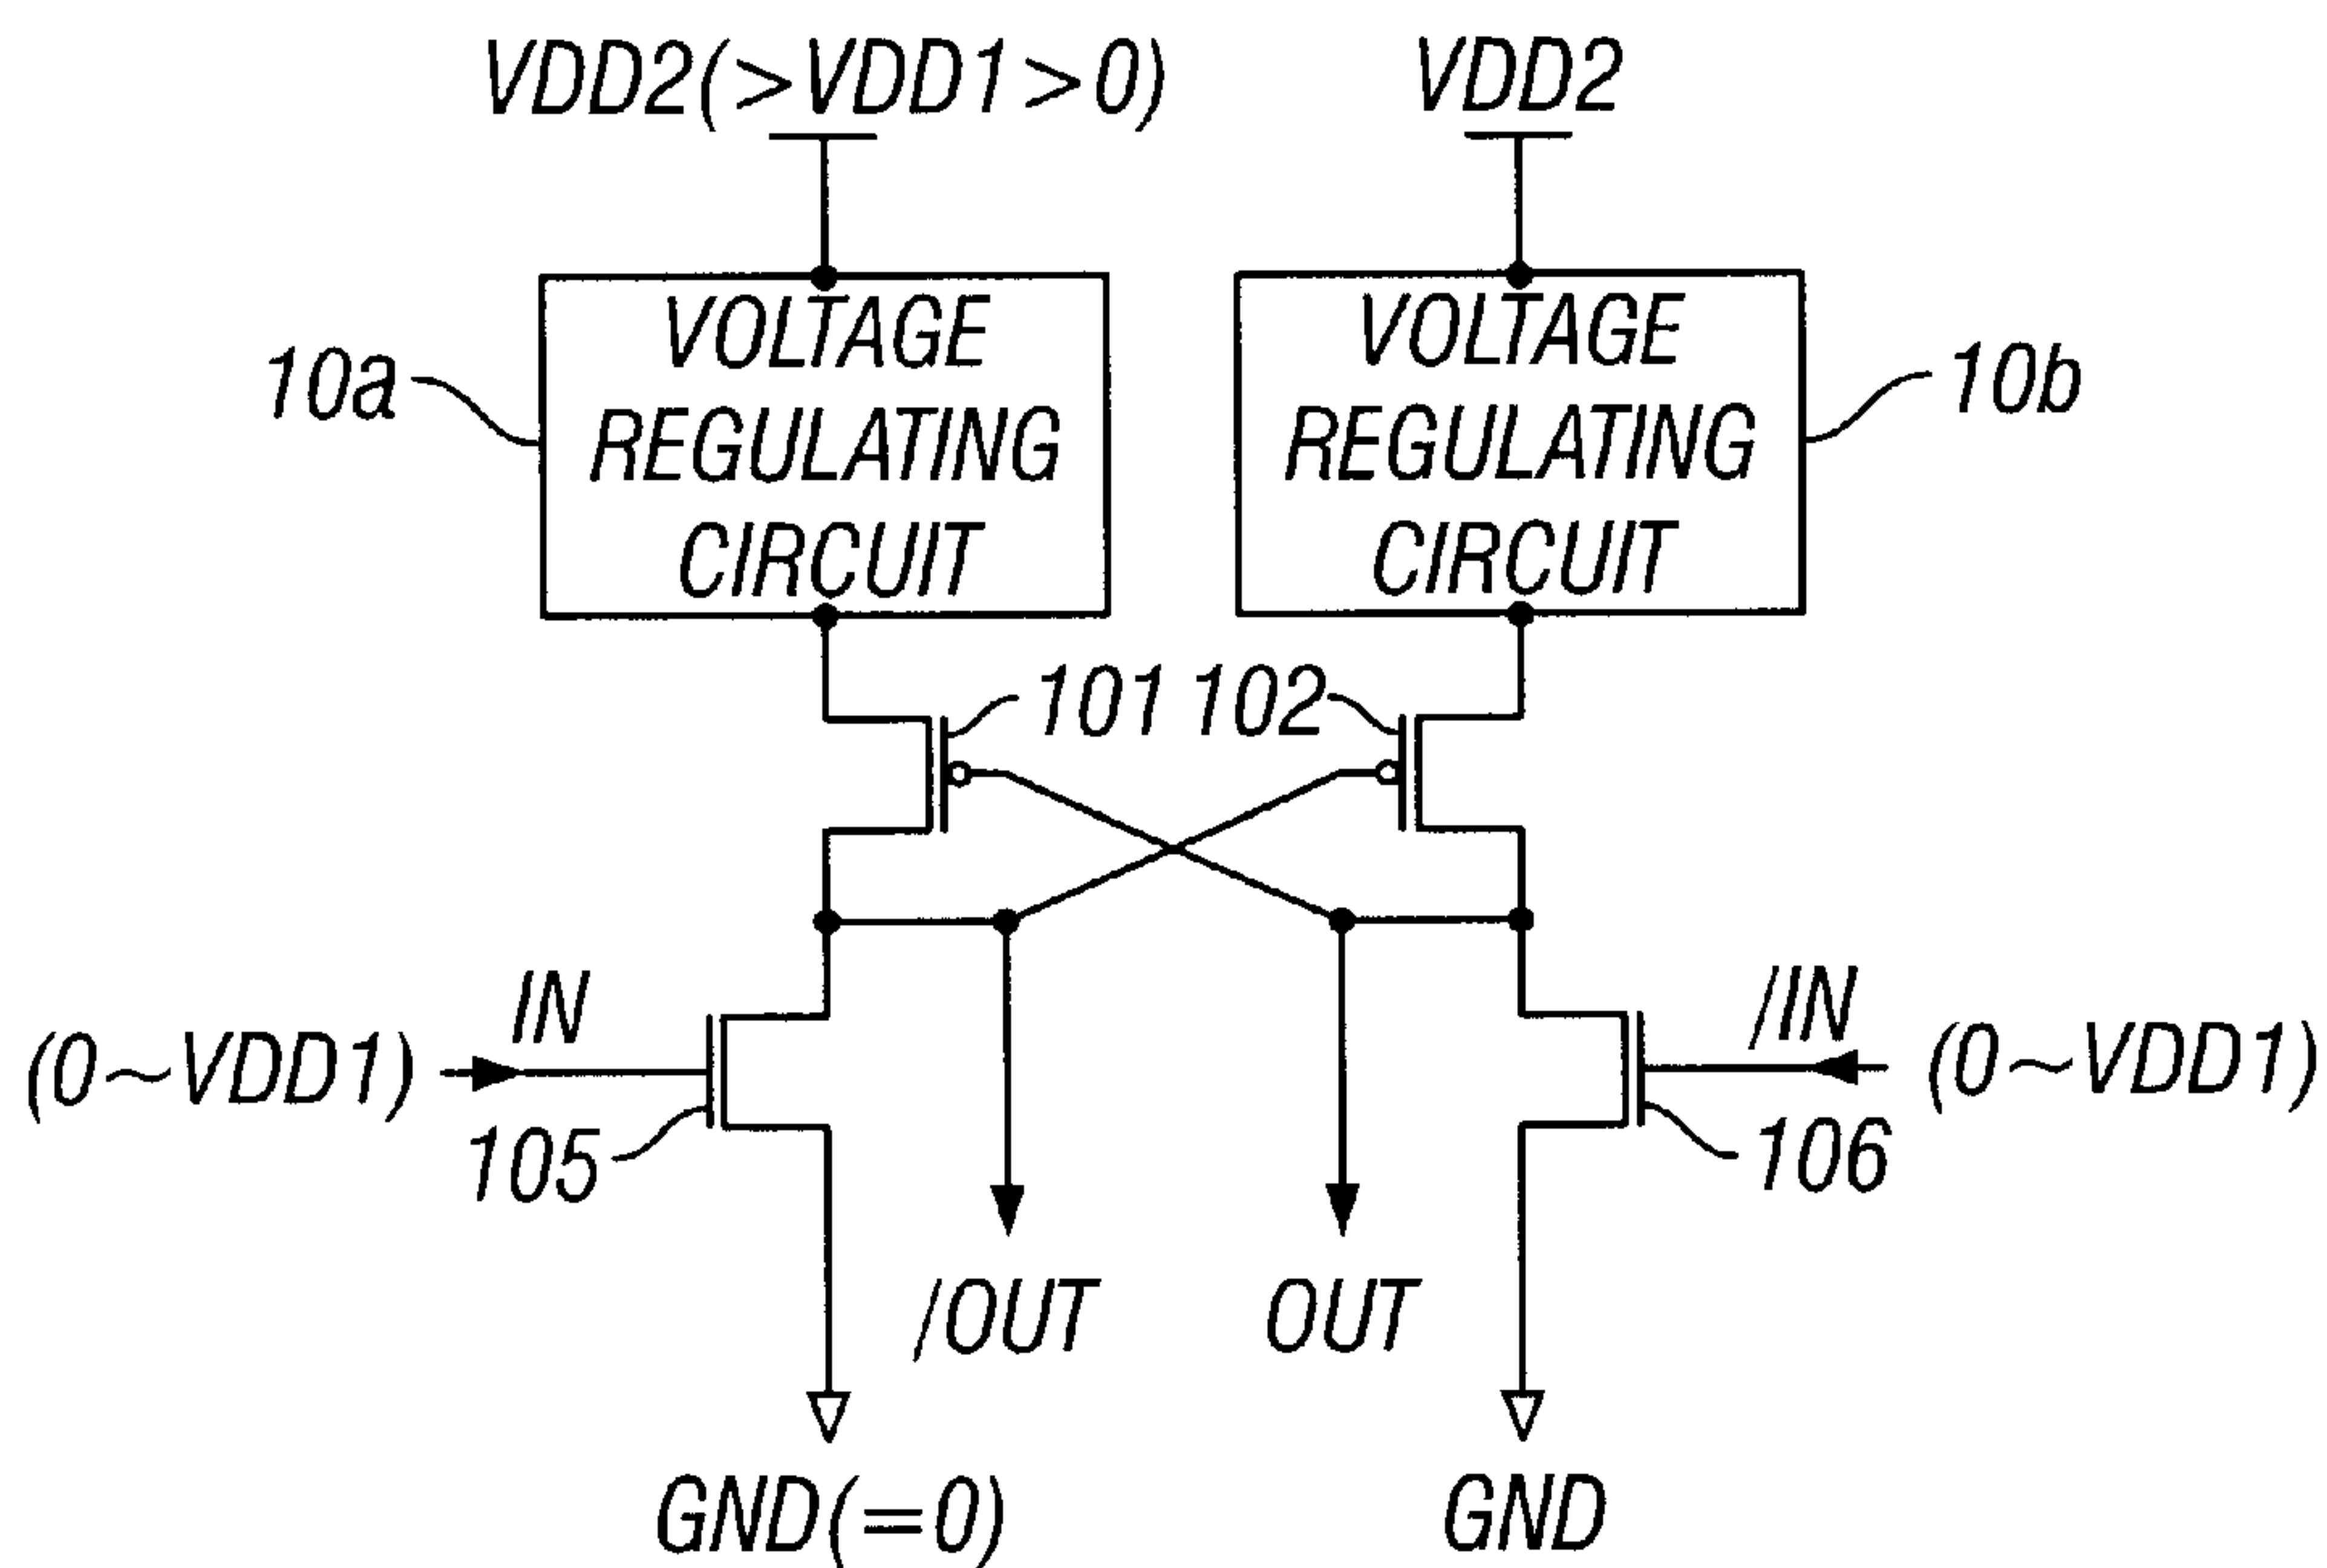 VDD2(>VDD1>0)
VDD2
VOLTAGE
REGULATING
CIRCUIT
VOLTAGE
REGULATING
CIRCUIT
10a
10b
101
102
IN
(0~VDD1)
105
/IN
(0~VDD1)
106
/OUT
OUT
GND(=0)
GND